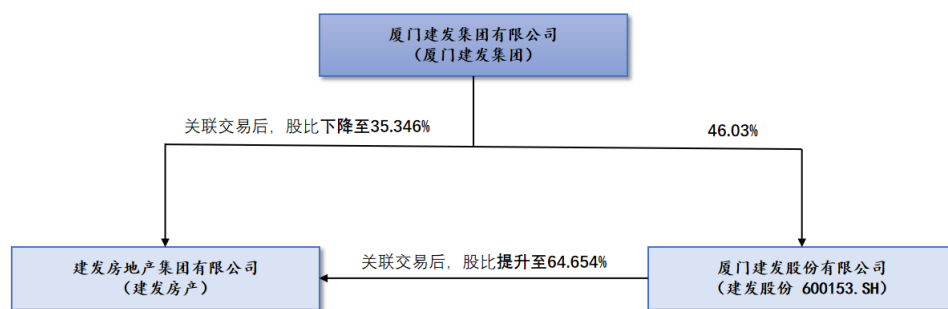 厦门建发集团有限公司
(厦门建发集团)
关联交易后，股比下降至35.346%
46.03%
建发房地产集团有限公司
(建发房产)
关联交易后，股比提升至64.654%
厦门建发股份有限公司
(建发股份 600153.SH)